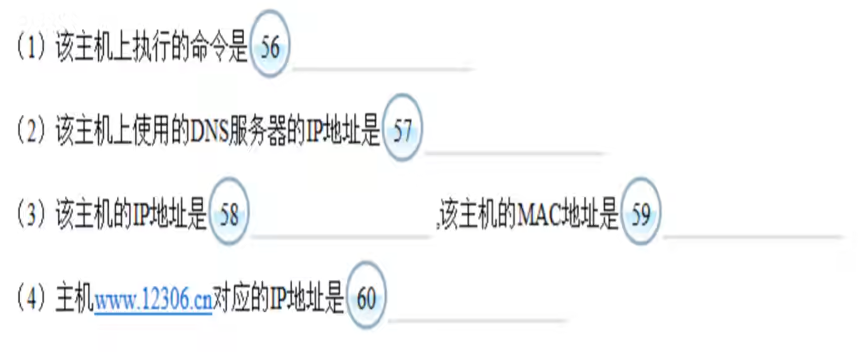 （1）该主机上执行的命令是 56
（2）该主机上使用的DNS服务器的IP地址是 57
（3）该主机的IP地址是 58 ,该主机的MAC地址是 59
（4）主机www.12306.cn对应的IP地址是 60